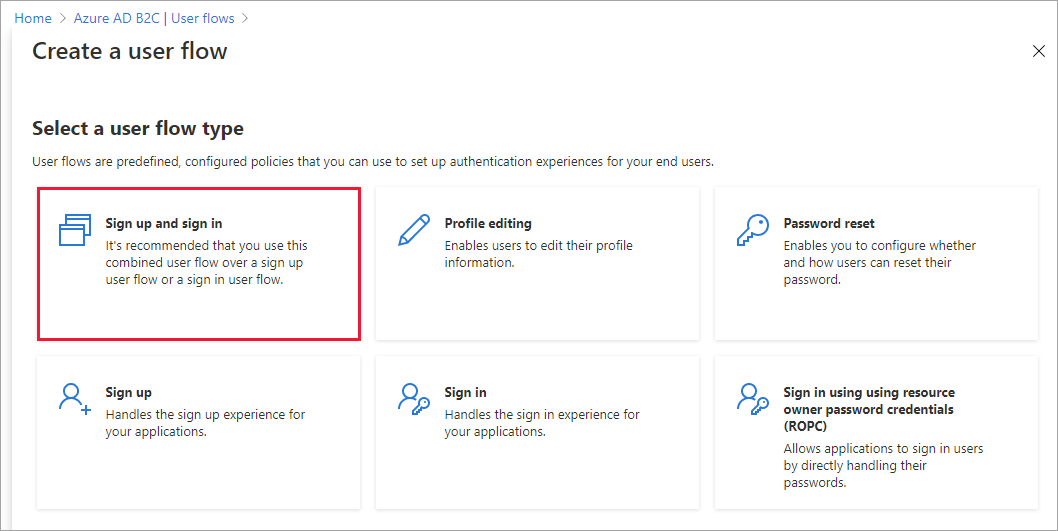 Home > Azure AD B2C | User flows >
Create a user flow
Select a user flow type
User flows are predefined, configured policies that you can use to set up authentication experiences for your end users.
Sign up and sign in
It's recommended that you use this
combined user flow over a sign up
user flow or a sign in user flow.
Profile editing
Enables users to edit their profile
information.
Password reset
Enables you to configure whether
and how users can reset their
password.
Sign up
Handles the sign up experience for
your applications.
Sign in
Handles the sign in experience for
your applications.
Sign in using using resource
owner password credentials
(ROPC)
Allows applications to sign in users
by directly handling their
passwords.